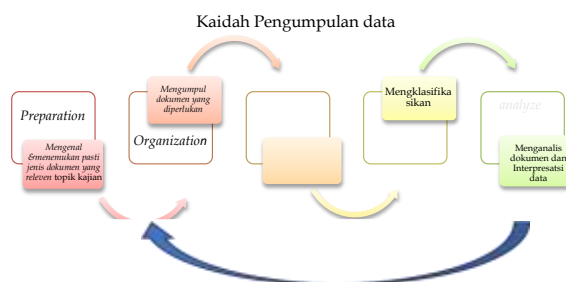 Kaidah Pengumpulan data
Preparation
Mengenal
&menemukan pasti
jenis dokumen yang
releven topik kajian
Mengumpul
dokumen yang
diperlukan
Organization
Mengklasifika
sikan
analyze
Menganalis
dokumen dan
Interpresatsi
data